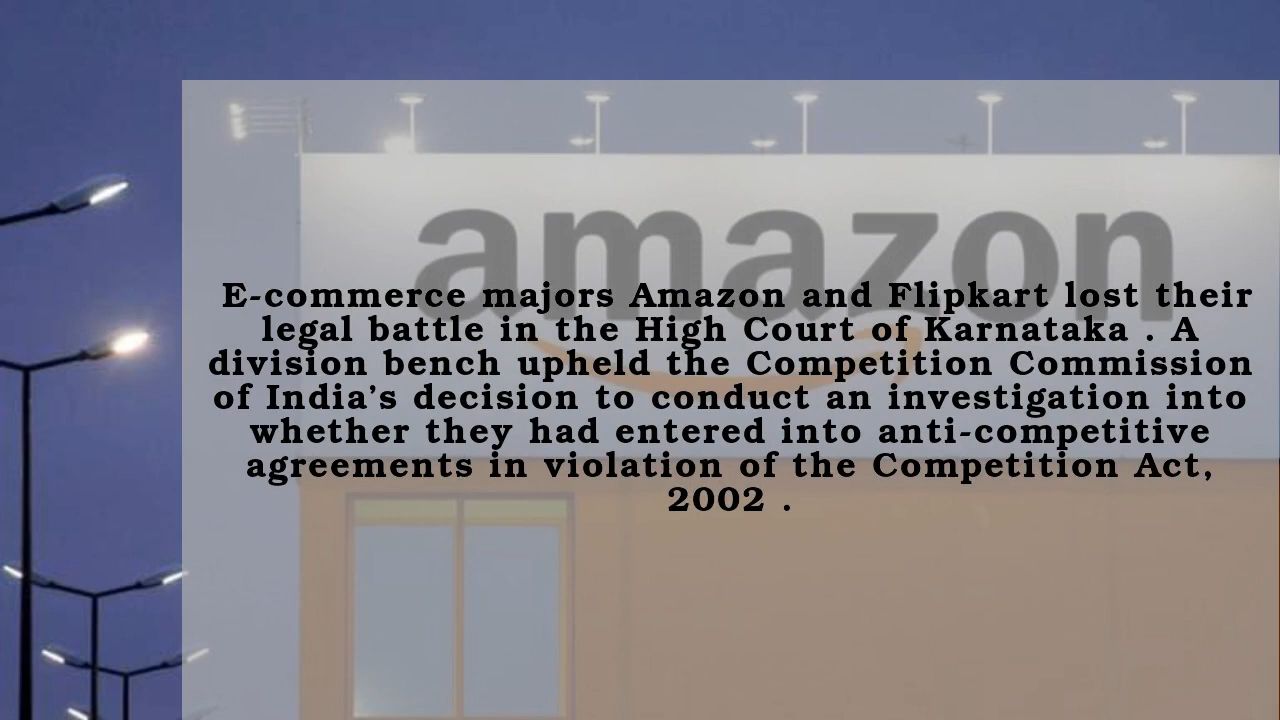 amazon
E-commerce majors Amazon and Flipkart lost their
legal battle in the High Court of Karnataka . A
division bench upheld the Competition Commission
of India’s decision to conduct an investigation into
whether they had entered into anti-competitive
agreements in violation of the Competition Act,
2002 .